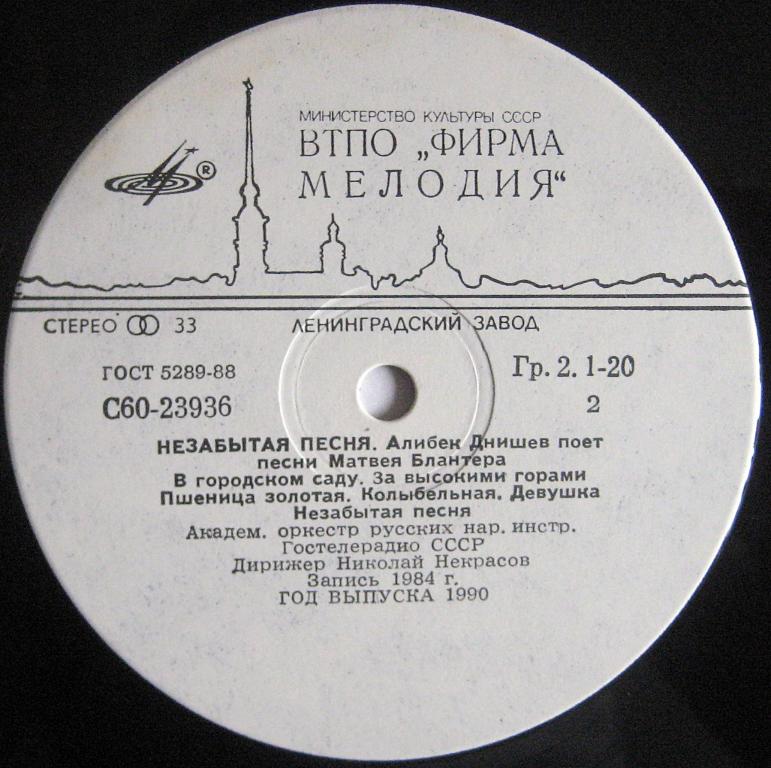 МИНИСТЕРСТВО КУЛЬТУРЫ СССР
ВТПО „ФИРМА
МЕЛОДИЯ“
®
СТЕРЕО 33
ЛЕНИНГРАДСКИЙ ЗАВОД
ГОСТ 5289-88
Гр. 2. 1-20
С60-23936
2
НЕЗАБЫТАЯ ПЕСНЯ. Алибек Днишев поет
песни Матвея Блантера
В городском саду. За высокими горами
Пшеница золотая. Колыбельная. Девушка
Незабытая песня
Академ. оркестр русских нар. инстр.
Гостелерадио СССР
Дирижер Николай Некрасов
Запись 1984 г.
ГОД ВЫПУСКА 1990